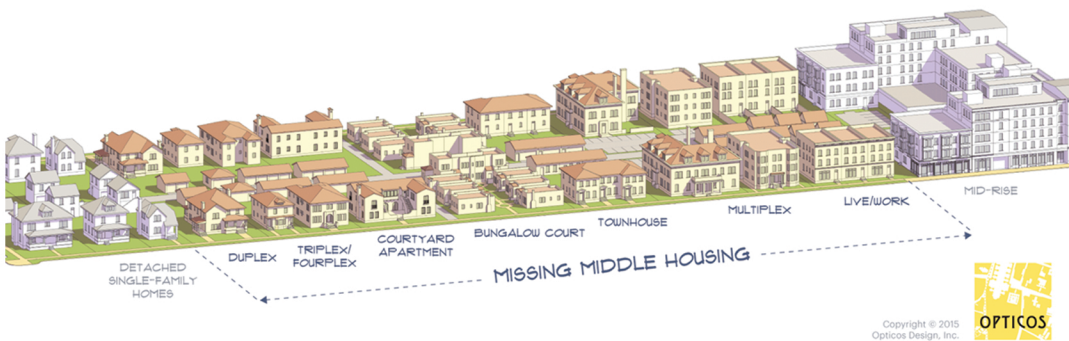 DETACHED
SINGLE-FAMILY
HOMES
DUPLEX
TRIPLEX/
FOURPLEX
COURTYARD
APARTMENT
BUNGALOW COURT
TOWNHOUSE
MULTIPLEX
LIVE/WORK
MID-RISE
MISSING MIDDLE HOUSING
Copyright © 2015
Opticos Design, Inc.
OPTICOS